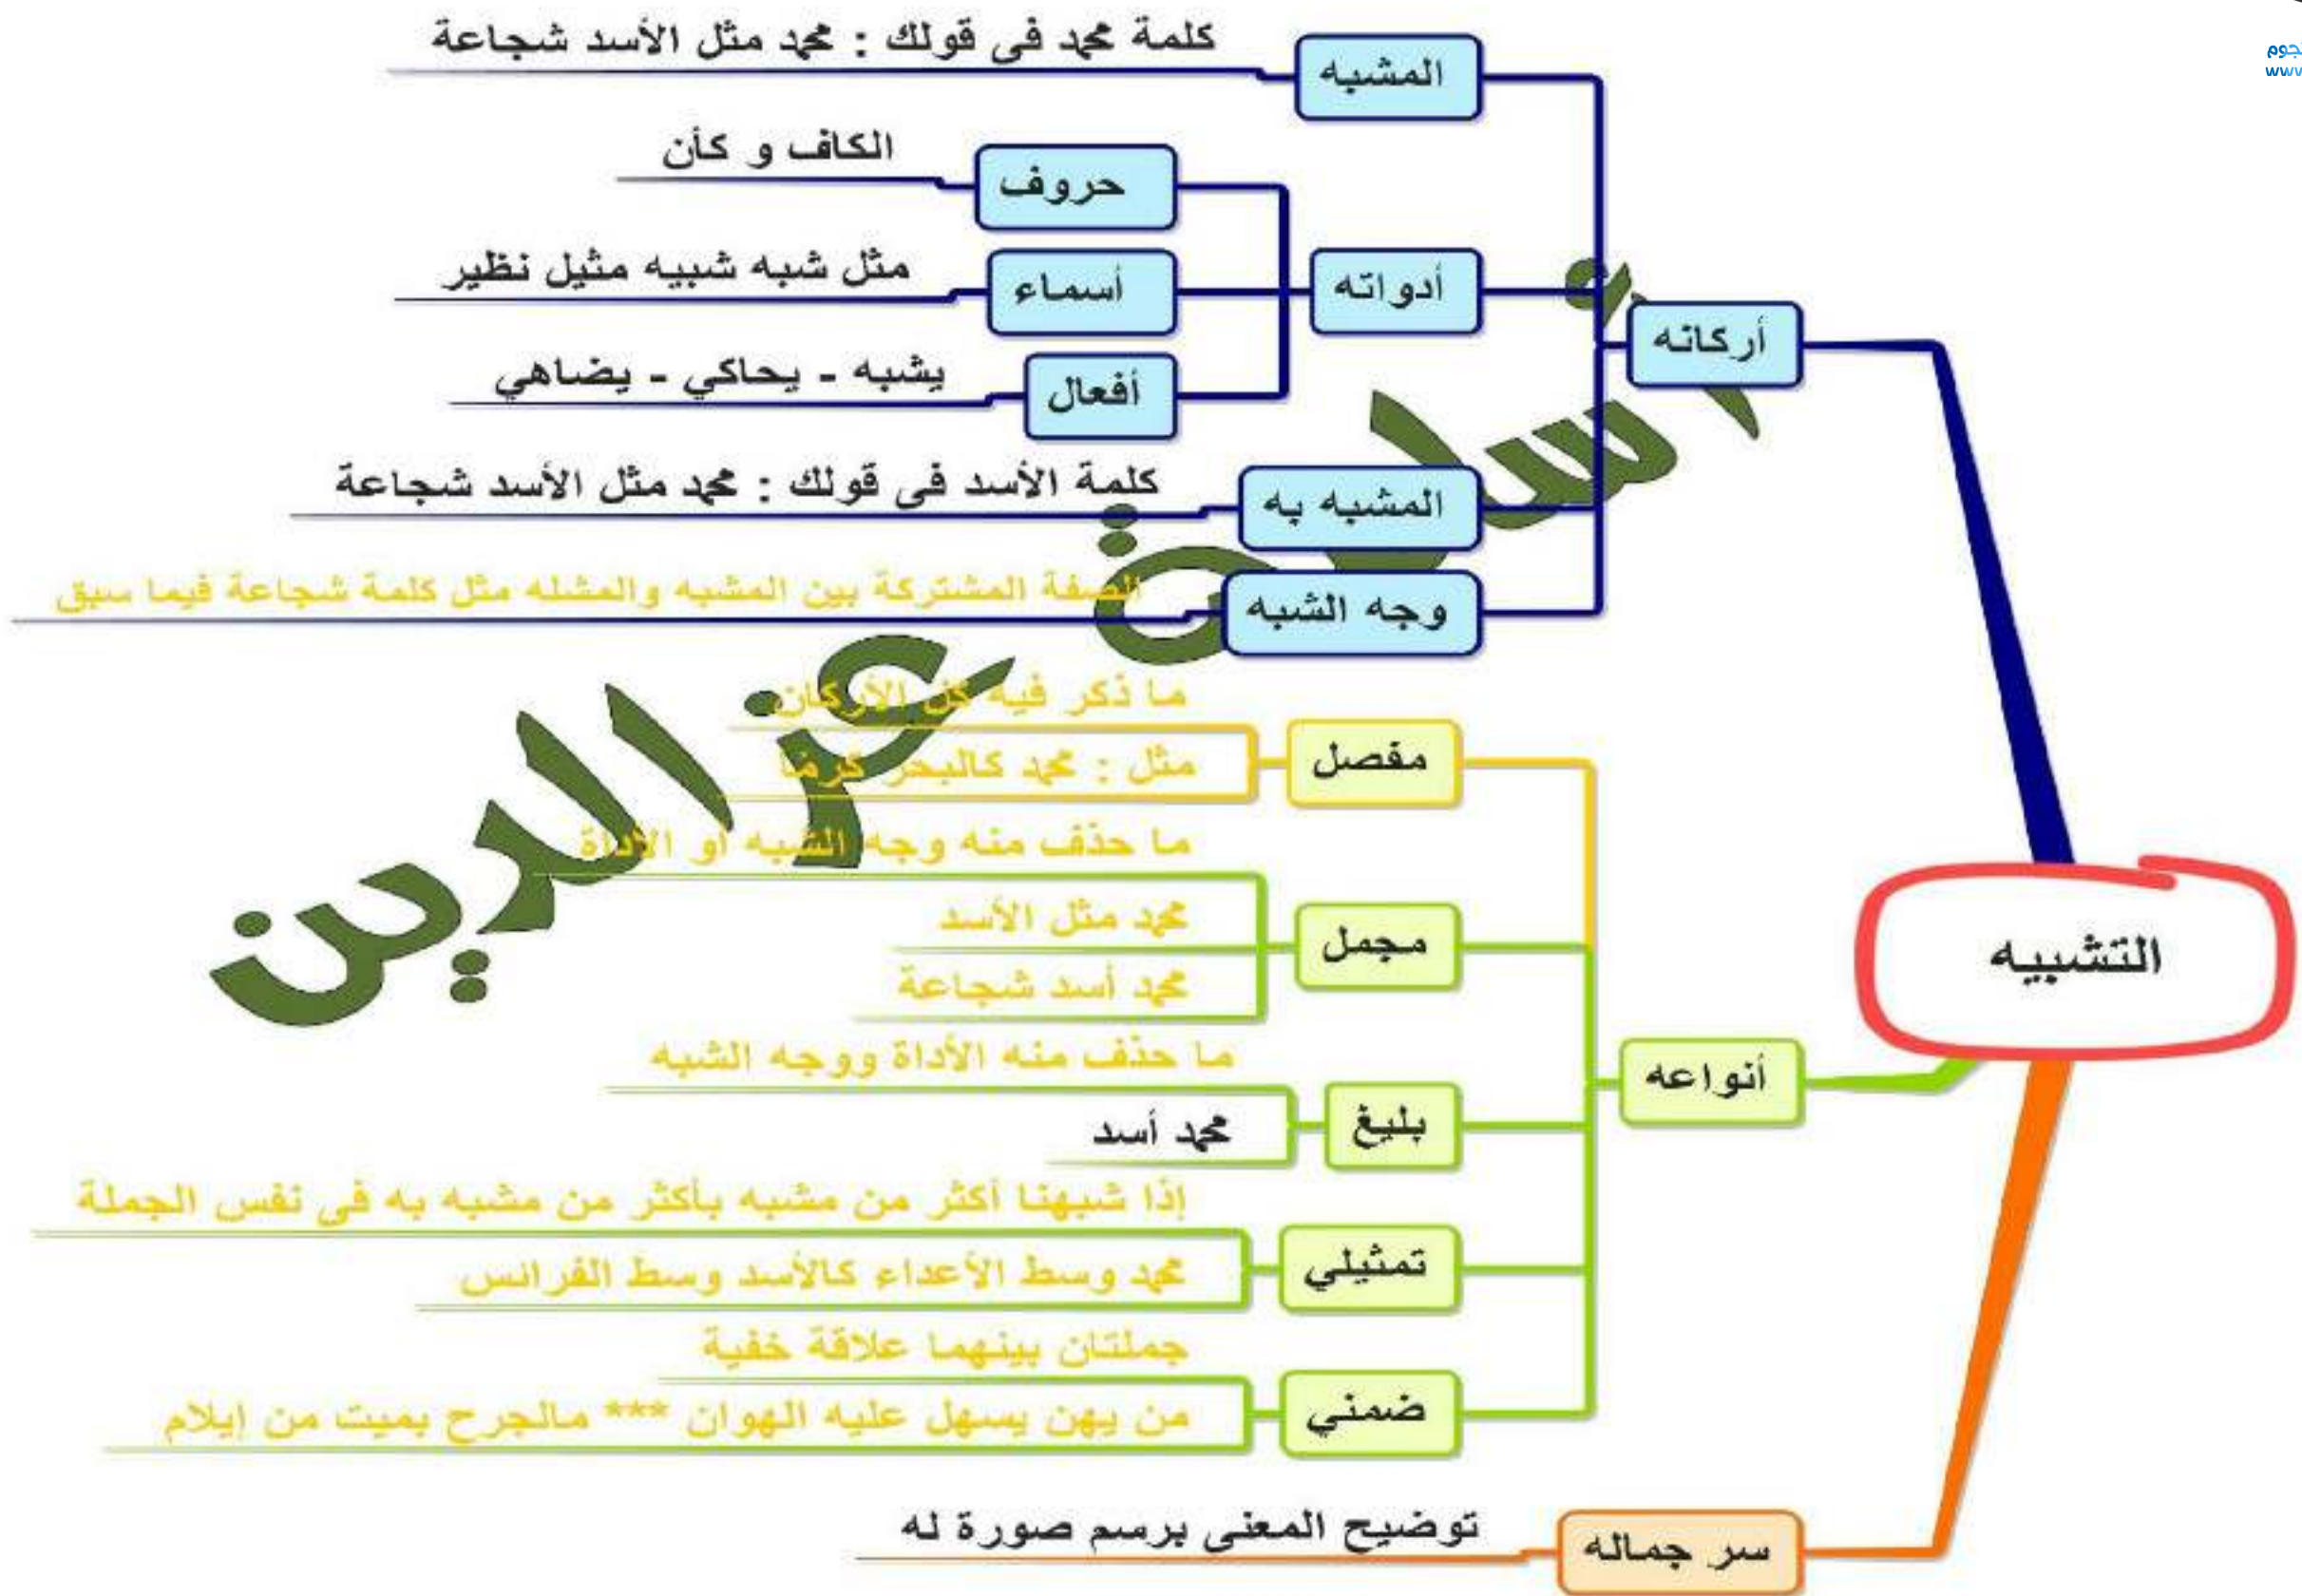 التشبيه
أركانه
المشبه
كلمة محمد فى قولك : محمد مثل الأسد شجاعة
أدواته
حروف
الكاف و كأن
أسماء
مثل شبه شبيه مثيل نظير
أفعال
يشبه - يحاكي - يضاهي
المشبه به
كلمة الأسد فى قولك : محمد مثل الأسد شجاعة
وجه الشبه
الصفة المشتركة بين المشبه والمشله مثل كلمة شجاعة فيما سبق
أنواعه
مفصل
ما ذكر فيه كل الأركان
مثل : محمد كالبحر كرما
مجمل
ما حذف منه وجه الشبه او الأداة
محمد مثل الأسد
محمد أسد شجاعة
بليغ
ما حذف منه الأداة ووجه الشبه
محمد أسد
تمثيلي
إذا شبهنا أكثر من مشبه بأكثر من مشبه به فى نفس الجملة
محمد وسط الأعداء كالأسد وسط الفرائس
ضمني
جملتان بينهما علاقة خفية
من يهن يسهل عليه الهوان *** مالجرح بميت من إيلام
سر جماله
توضيح المعنى برسم صورة له
عز الدين